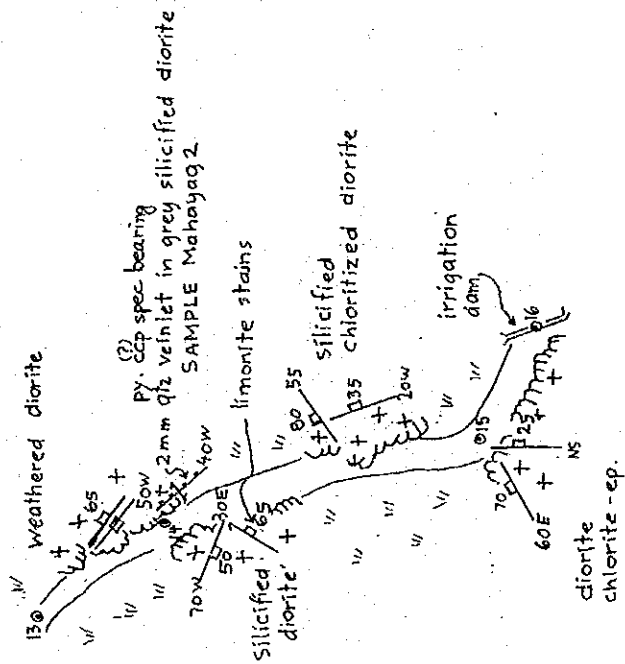 13
weathered diorite
65
50W
py. ccp spec bearing
(?)
2mm qtz veinlet in grey silicified diorite
SAMPLE Mahayag 2
40W
limonite stains
30E
50
70W
65
silicified
diorite
80
55
silicified
chloritized diorite
35
20W
irrigation
dam
16
15
25
70
NS
60E
diorite
chlorite-ep.